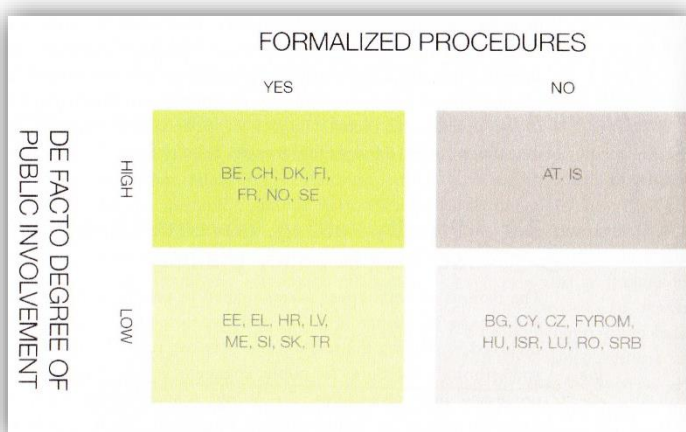 FORMALIZED PROCEDURES
YES
NO
DE FACTO DEGREE OF
PUBLIC INVOLVEMENT
HIGH
BE, CH, DK, FI,
FR, NO, SE
AT, IS
LOW
EE, EL, HR, LV,
ME, SI, SK, TR
BG, CY, CZ, FYROM,
HU, ISR, LU, RO, SRB